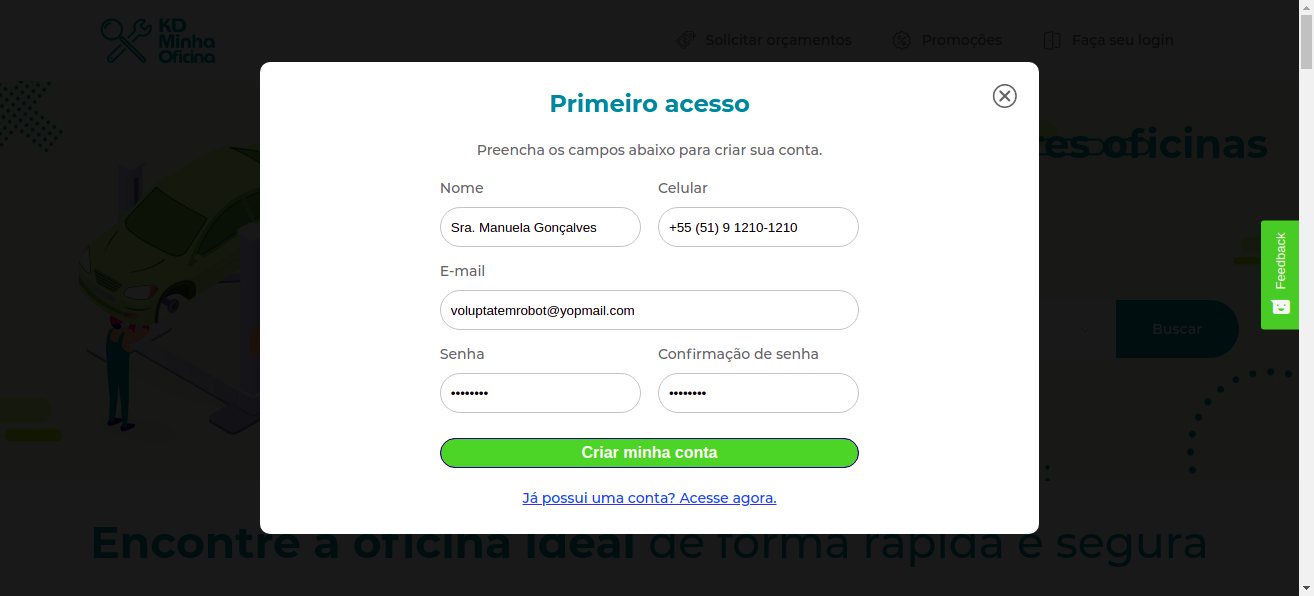 KD
Minha
Oficina
Solicitar orçamentos
Promoções
Faça seu login
Primeiro acesso
Preencha os campos abaixo para criar sua conta.
Nome
Celular
Sra. Manuela Gonçalves
+55 (51) 9 1210-1210
E-mail
voluptatemrobot@yopmail.com
Senha
Confirmação de senha
••••••••
••••••••
Criar minha conta
Já possui uma conta? Acesse agora.
oficinas
Feedback
Buscar
Encontre a oficina ideal de forma rápida e segura